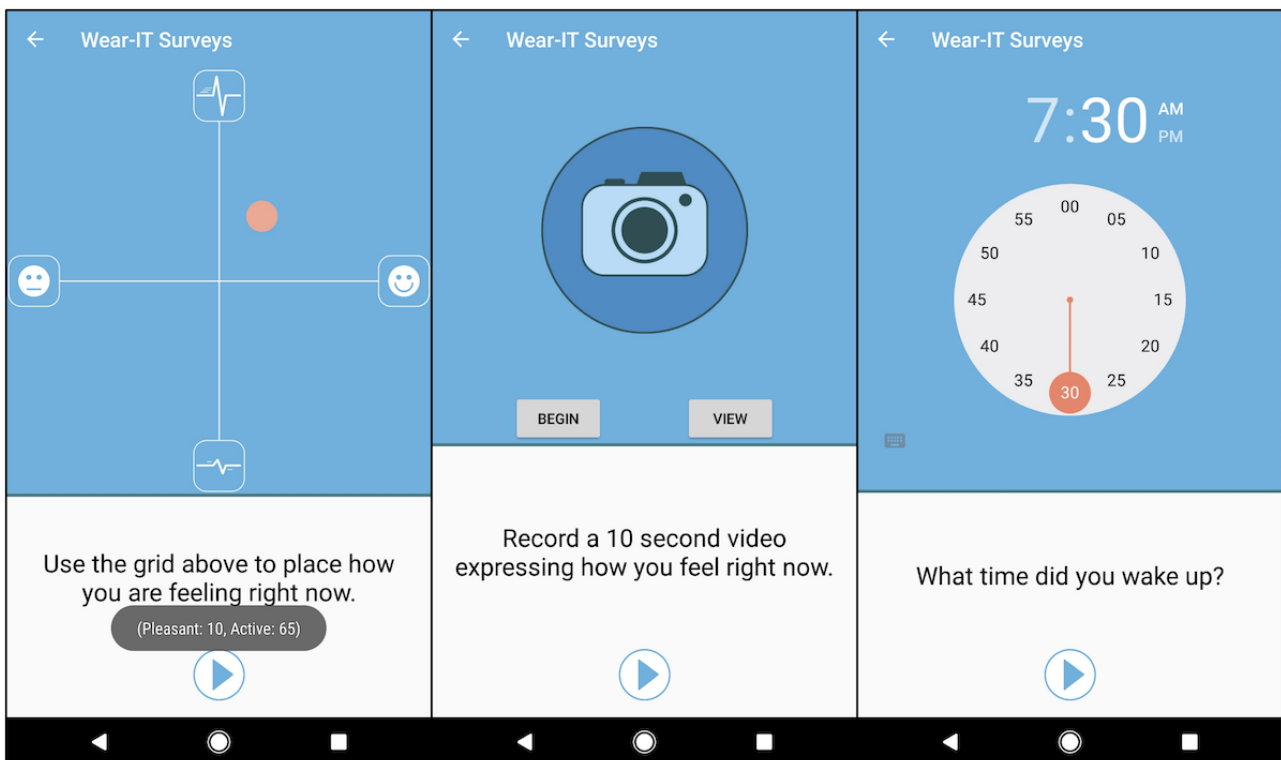 Wear-IT Surveys
Use the grid above to place how
you are feeling right now.
(Pleasant: 10, Active: 65)
Wear-IT Surveys
BEGIN
VIEW
Record a 10 second video
expressing how you feel right now.
Wear-IT Surveys
7:30 AM
PM
00
05
10
15
20
25
30
35
40
45
50
55
What time did you wake up?